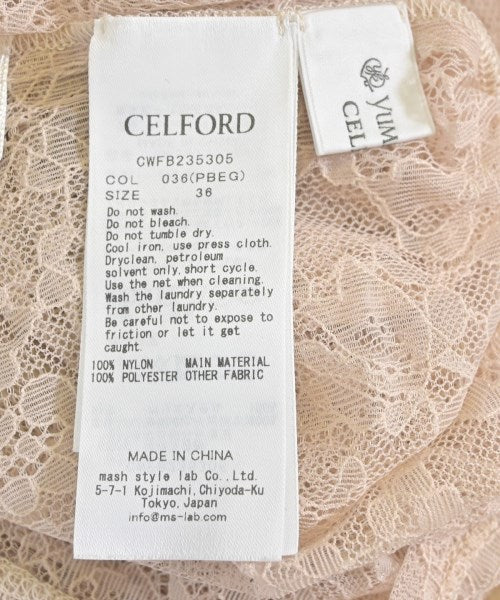 CELFORD
CWFB235305
COL 036(PBEG)
SIZE 36
Do not wash.
Do not bleach.
Do not tumble dry.
Cool iron, use press cloth.
Dryclean, petroleum
solvent only,short cycle.
Use the net when cleaning.
Wash the laundry separately
from other laundry.
Be careful not to expose to
friction or let it get
caught.
100% NYLON MAIN MATERIAL
100% POLYESTER OTHER FABRIC
MADE IN CHINA
mash style lab Co.,Ltd.
5-7-1 Kojimachi,Chiyoda-Ku
Tokyo,Japan
info@ms-lab.com
YUM
CEL